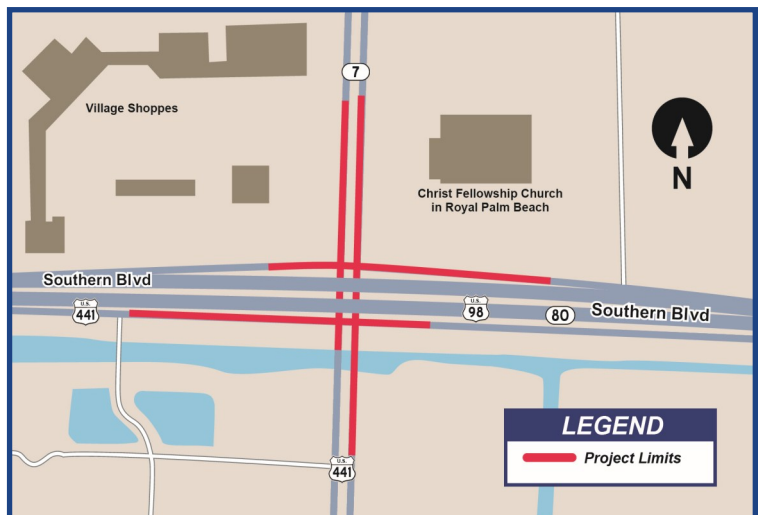 7
Village Shoppes
Christ Fellowship Church
in Royal Palm Beach
N
Southern Blvd
U.S.
441
U.S.
98
80
Southern Blvd
LEGEND
Project Limits
U.S.
441